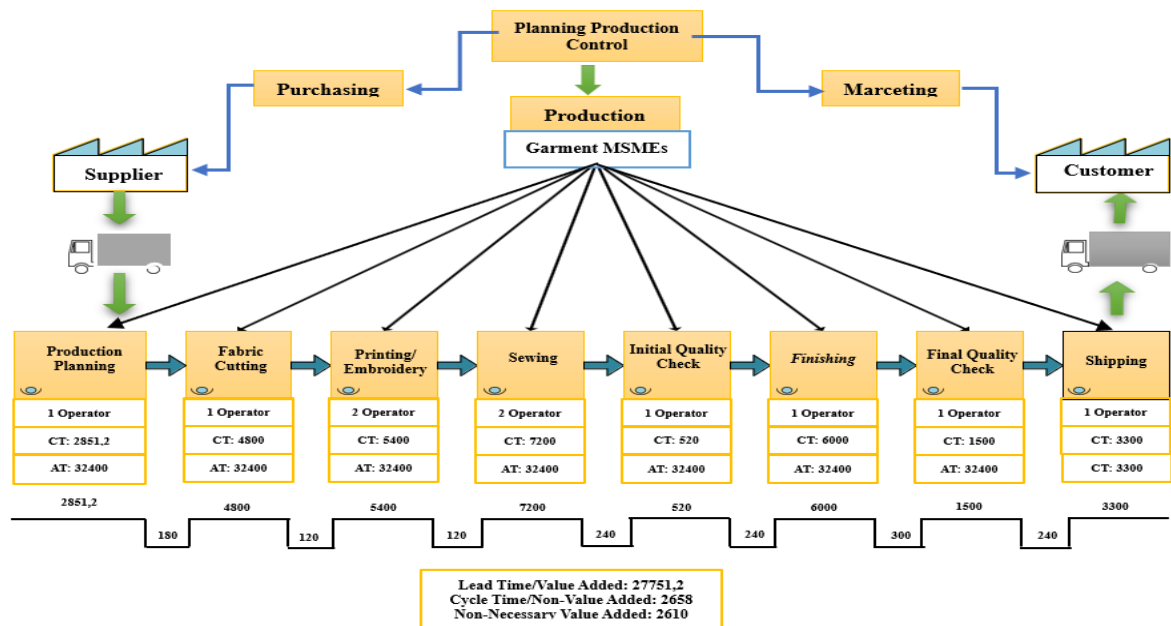 Planning Production
Control
Purchasing
Marceting
Production
Garment MSMEs
Supplier
Customer
Production
Planning
Fabric
Cutting
Printing/
Embroidery
Sewing
Initial Quality
Check
Finishing
Final Quality
Check
Shipping
1 Operator
1 Operator
2 Operator
2 Operator
1 Operator
1 Operator
1 Operator
1 Operator
CT: 2851,2
CT: 4800
CT: 5400
CT: 7200
CT: 520
CT: 6000
CT: 1500
CT: 3300
AT: 32400
AT: 32400
AT: 32400
AT: 32400
AT: 32400
AT: 32400
AT: 32400
CT: 3300
2851,2
4800
5400
7200
520
6000
1500
3300
180
120
120
240
240
300
240
Lead Time/Value Added: 27751,2
Cycle Time/Non-Value Added: 2658
Non-Necessary Value Added: 2610